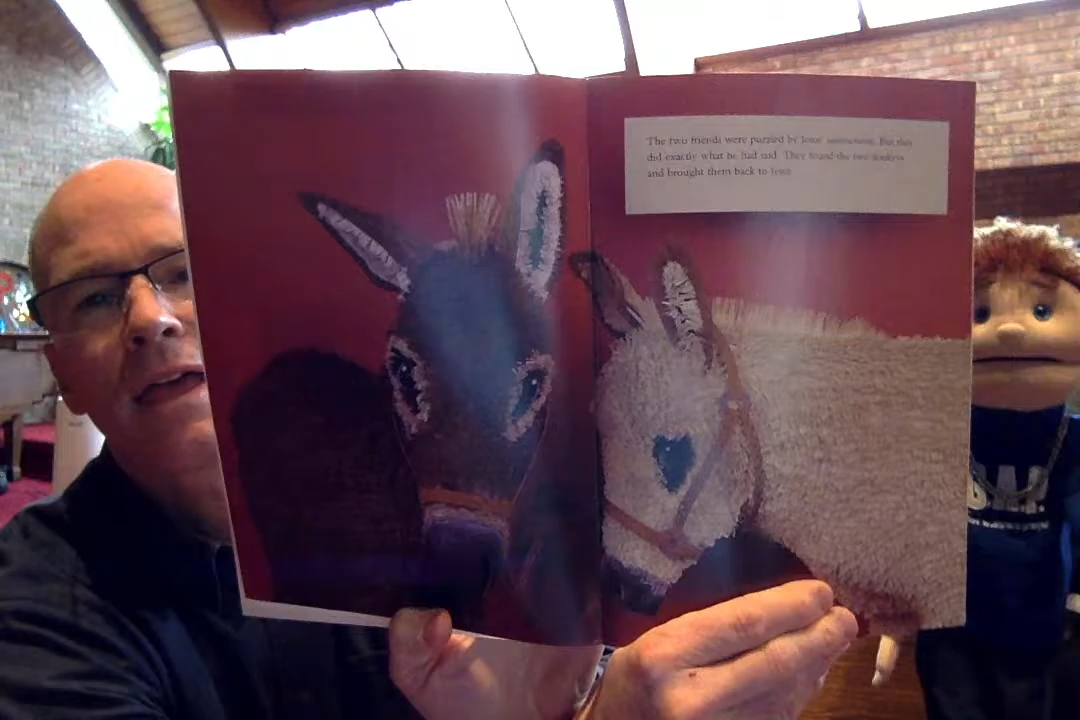 The two friends were puzzled by Jesus' instructions. But they
did exactly what he had said. They found the two donkeys
and brought them back to Jesus.